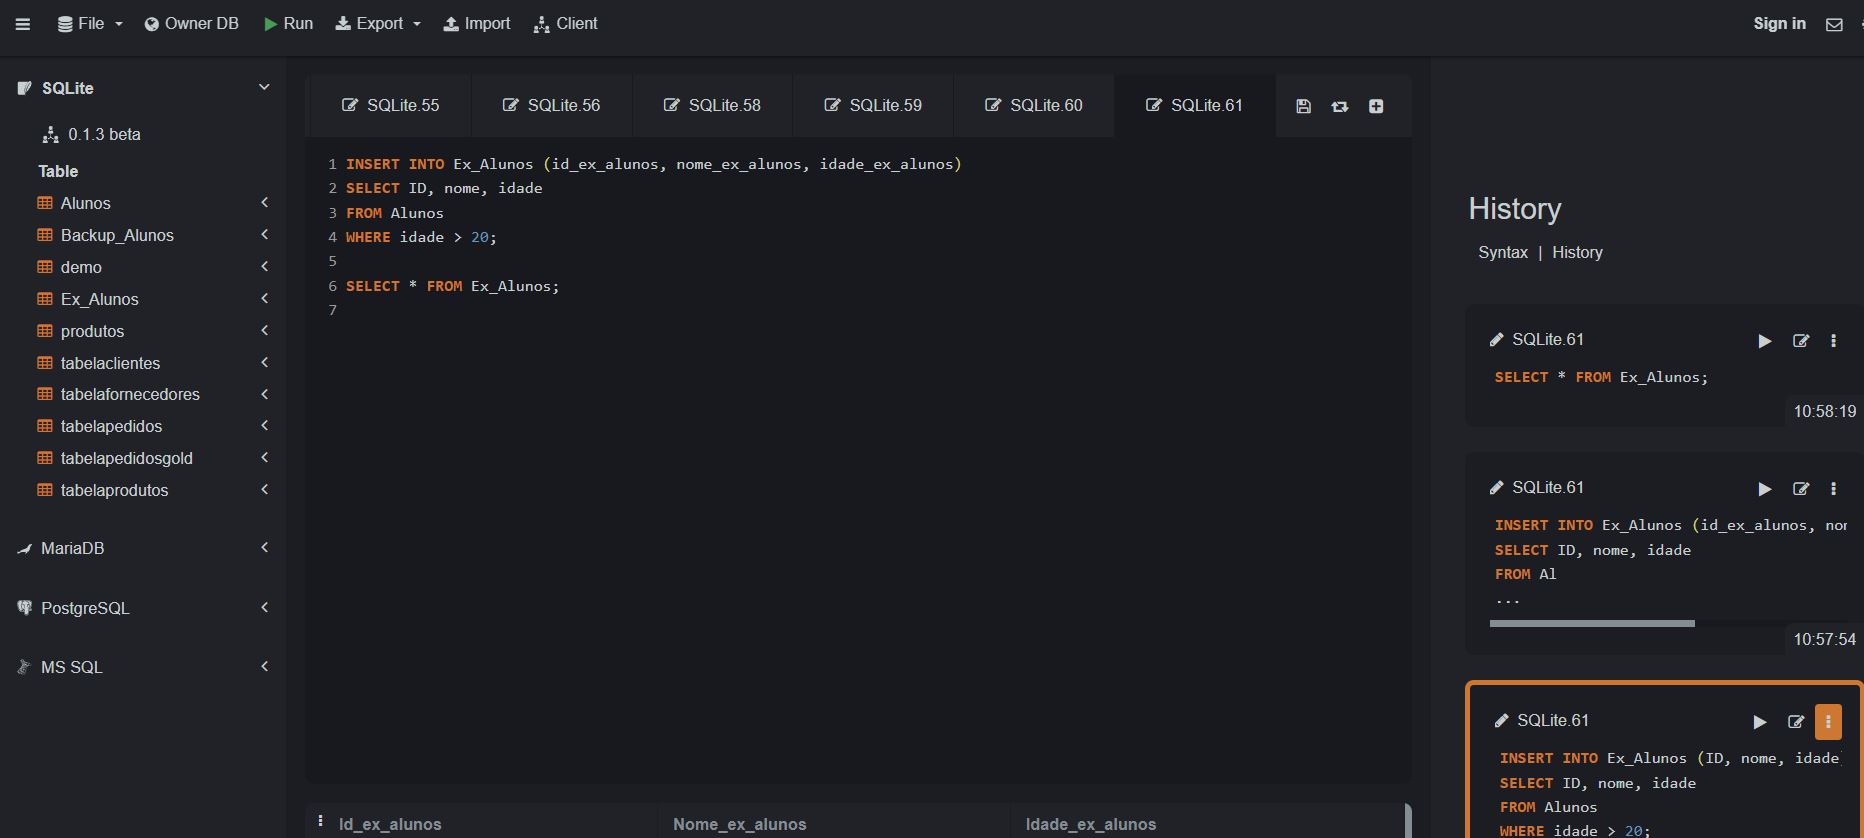 File Owner DB Run Export Import Client Sign in
SQLite
0.1.3 beta
Table
Alunos
Backup_Alunos
demo
Ex_Alunos
produtos
tabelaclientes
tabelafornecedores
tabelapedidos
tabelapedidosgold
tabelaprodutos
MariaDB
PostgreSQL
MS SQL
SQLite.55 SQLite.56 SQLite.58 SQLite.59 SQLite.60 SQLite.61
1 INSERT INTO Ex_Alunos (id_ex_alunos, nome_ex_alunos, idade_ex_alunos)
2 SELECT ID, nome, idade
3 FROM Alunos
4 WHERE idade > 20;
5
6 SELECT * FROM Ex_Alunos;
7
Id_ex_alunos Nome_ex_alunos Idade_ex_alunos
History
Syntax | History
SQLite.61
SELECT * FROM Ex_Alunos;
10:58:19
SQLite.61
INSERT INTO Ex_Alunos (id_ex_alunos, nor
SELECT ID, nome, idade
FROM Al
...
10:57:54
SQLite.61
INSERT INTO Ex_Alunos (ID, nome, idade)
SELECT ID, nome, idade
FROM Alunos
WHERE idade > 20;